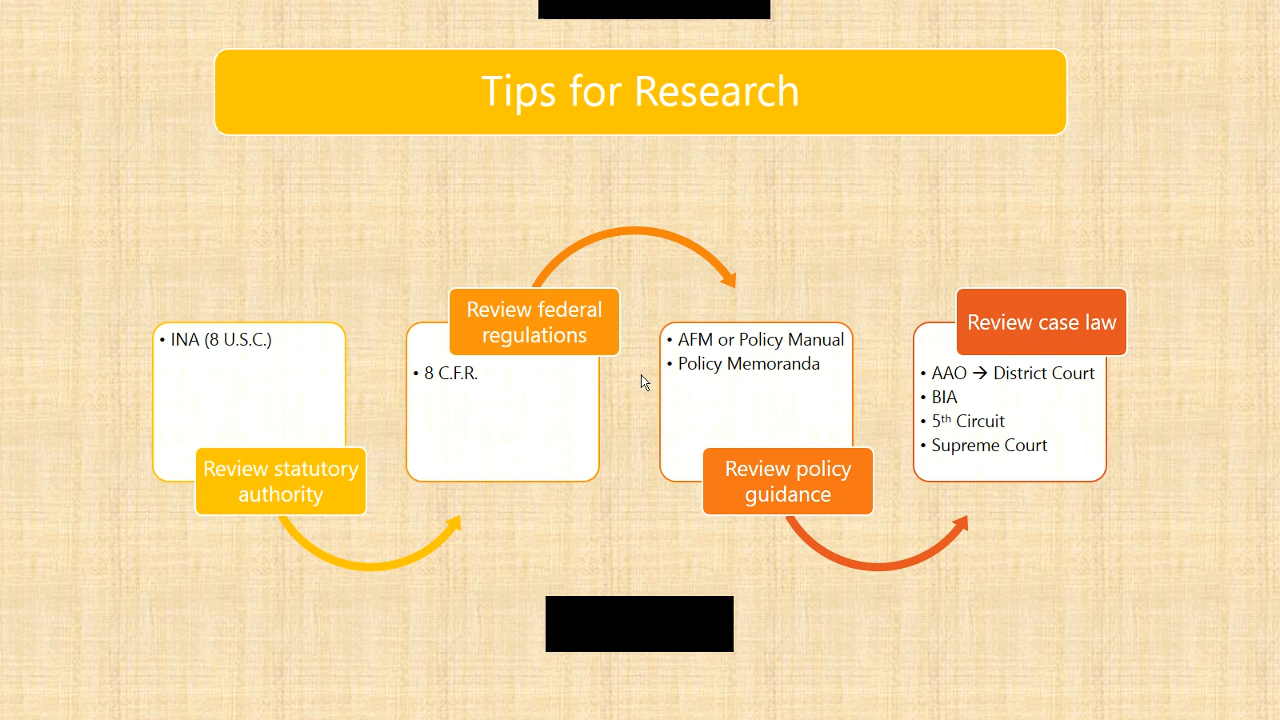 Tips for Research
• INA (8 U.S.C.)
Review statutory
authority
Review federal
regulations
• 8 C.F.R.
• AFM or Policy Manual
• Policy Memoranda
Review policy
guidance
Review case law
• AAO → District Court
• BIA
• 5th Circuit
• Supreme Court